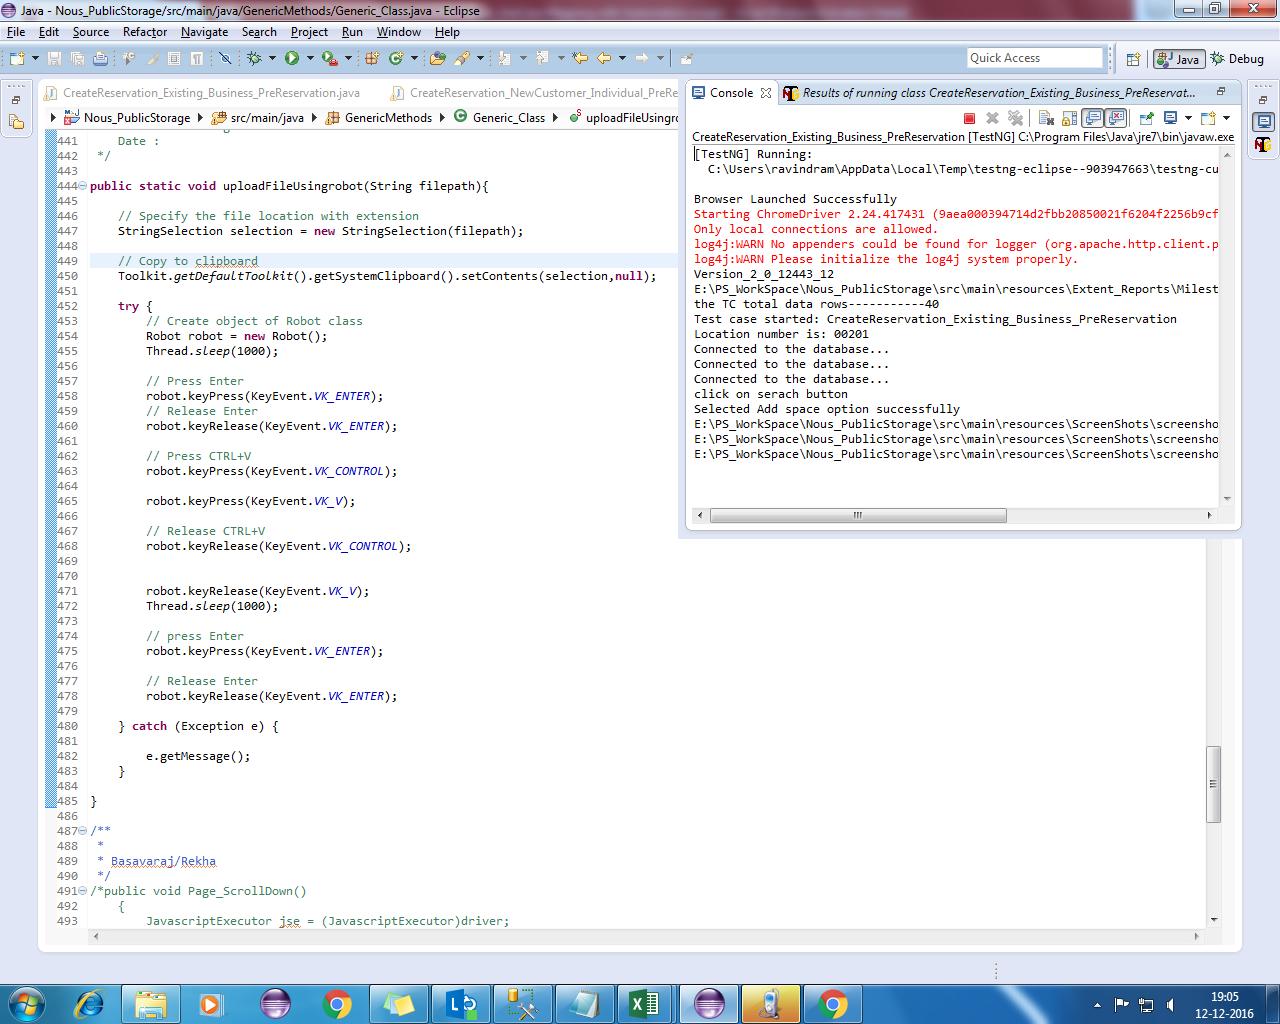 Java - Nous_PublicStorage/src/main/java/GenericMethods/Generic_Class.java - Eclipse
File Edit Source Refactor Navigate Search Project Run Window Help
Quick Access
Java
Debug
CreateReservation_Existing_Business_PreReservation.java
CreateReservation_NewCustomer_Individual_PreRe
Nous_PublicStorage
src/main/java
GenericMethods
Generic_Class
uploadFileUsingro
441 Date :
442 */
443
444 public static void uploadFileUsingrobot(String filepath){
445
446 // Specify the file location with extension
447 StringSelection selection = new StringSelection(filepath);
448
449 // Copy to clipboard
450 Toolkit.getDefaultToolkit().getSystemClipboard().setContents(selection,null);
451
452 try {
453 // Create object of Robot class
454 Robot robot = new Robot();
455 Thread.sleep(1000);
456
457 // Press Enter
458 robot.keyPress(KeyEvent.VK_ENTER);
459 // Release Enter
460 robot.keyRelease(KeyEvent.VK_ENTER);
461
462 // Press CTRL+V
463 robot.keyPress(KeyEvent.VK_CONTROL);
464
465 robot.keyPress(KeyEvent.VK_V);
466
467 // Release CTRL+V
468 robot.keyRelease(KeyEvent.VK_CONTROL);
469
470
471 robot.keyRelease(KeyEvent.VK_V);
472 Thread.sleep(1000);
473
474 // press Enter
475 robot.keyPress(KeyEvent.VK_ENTER);
476
477 // Release Enter
478 robot.keyRelease(KeyEvent.VK_ENTER);
479
480 } catch (Exception e) {
481
482 e.getMessage();
483 }
484
485 }
486
487 /**
488 *
489 * Basavaraj/Rekha
490 */
491 /*public void Page_ScrollDown()
492 {
493 JavascriptExecutor jse = (JavascriptExecutor)driver;
Console
Results of running class CreateReservation_Existing_Business_PreReservat...
CreateReservation_Existing_Business_PreReservation [TestNG] C:\Program Files\Java\jre7\bin\javaw.exe
[TestNG] Running:
C:\Users\ravindram\AppData\Local\Temp\testng-eclipse--903947663\testng-cu
Browser Launched Successfully
Starting ChromeDriver 2.24.417431 (9aea000394714d2fbb20850021f6204f2256b9cf
Only local connections are allowed.
log4j:WARN No appenders could be found for logger (org.apache.http.client.p
log4j:WARN Please initialize the log4j system properly.
Version_2_0_12443_12
E:\PS_WorkSpace\Nous_PublicStorage\src\main\resources\Extent_Reports\Milest
the TC total data rows-----------40
Test case started: CreateReservation_Existing_Business_PreReservation
Location number is: 00201
Connected to the database...
Connected to the database...
Connected to the database...
click on serach button
Selected Add space option successfully
E:\PS_WorkSpace\Nous_PublicStorage\src\main\resources\ScreenShots\screensho
E:\PS_WorkSpace\Nous_PublicStorage\src\main\resources\ScreenShots\screensho
E:\PS_WorkSpace\Nous_PublicStorage\src\main\resources\ScreenShots\screensho
19:05
12-12-2016